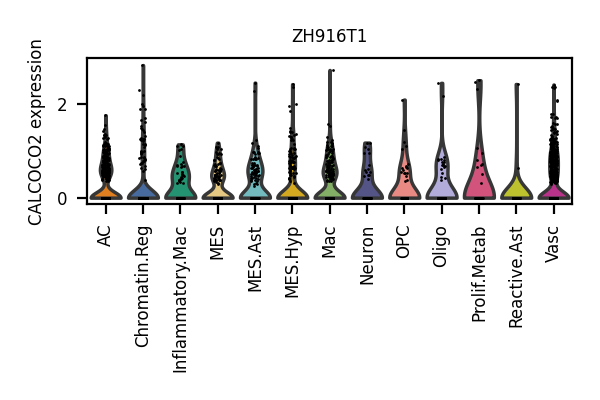 ZH916T1
CALCOCO2 expression
2
0
AC
Chromatin.Reg
Inflammatory.Mac
MES
MES.Ast
MES.Hyp
Mac
Neuron
OPC
Oligo
Prolif.Metab
Reactive.Ast
Vasc